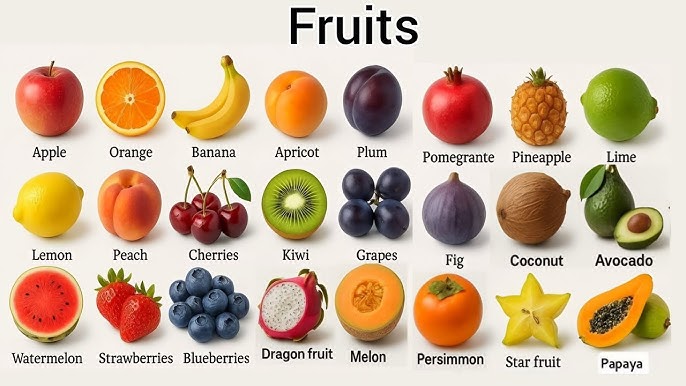 Fruits
Apple Orange Banana Apricot Plum Pomegrante Pineapple Lime
Lemon Peach Cherries Kiwi Grapes Fig Coconut Avocado
Watermelon Strawberries Blueberries Dragon fruit Melon Persimmon Star fruit Papaya